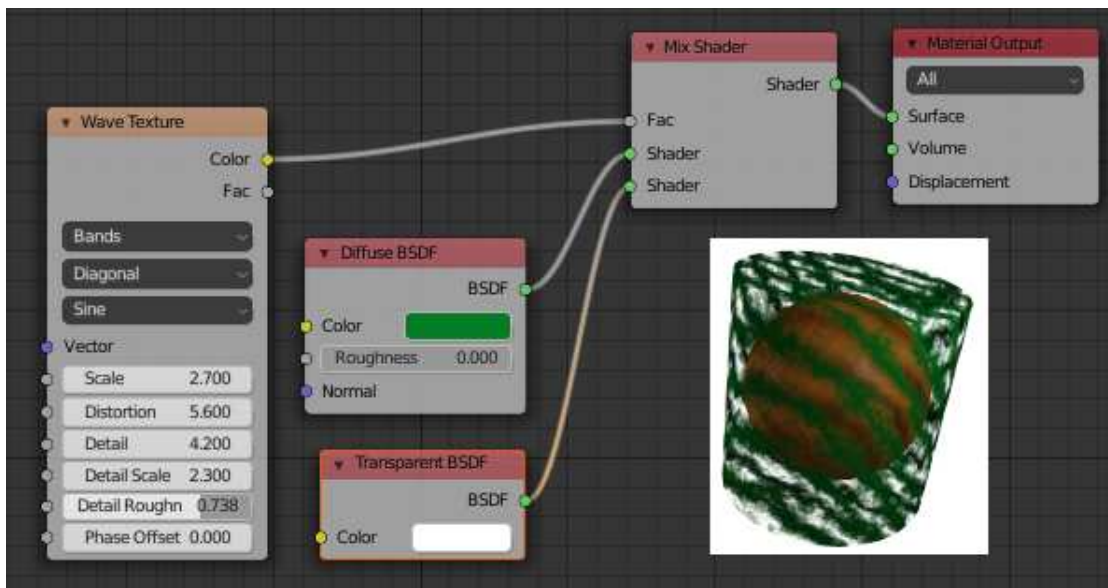 Wave Texture
Color
Fac
Bands
Diagonal
Sine
Vector
Scale 2.700
Distortion 5.600
Detail 4.200
Detail Scale 2.300
Detail Roughn 0.738
Phase Offset 0.000
Diffuse BSDF
BSDF
Color
Roughness 0.000
Normal
Transparent BSDF
BSDF
Color
Mix Shader
Shader
Fac
Shader
Shader
Material Output
All
Surface
Volume
Displacement